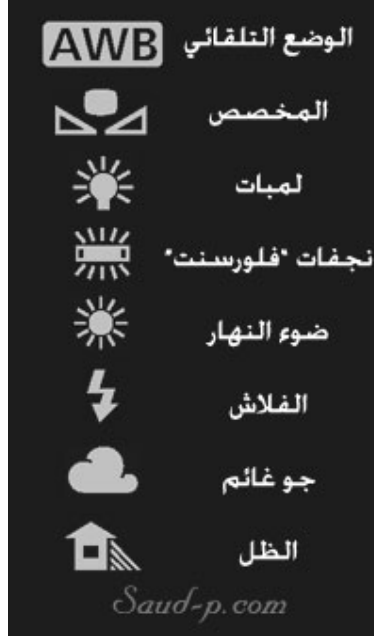 AWB الوضع التلقائي
المخصص
لمبات
نجفات "فلورسنت"
ضوء النهار
الفلاش
جو غائم
الظل
Saud-p.com